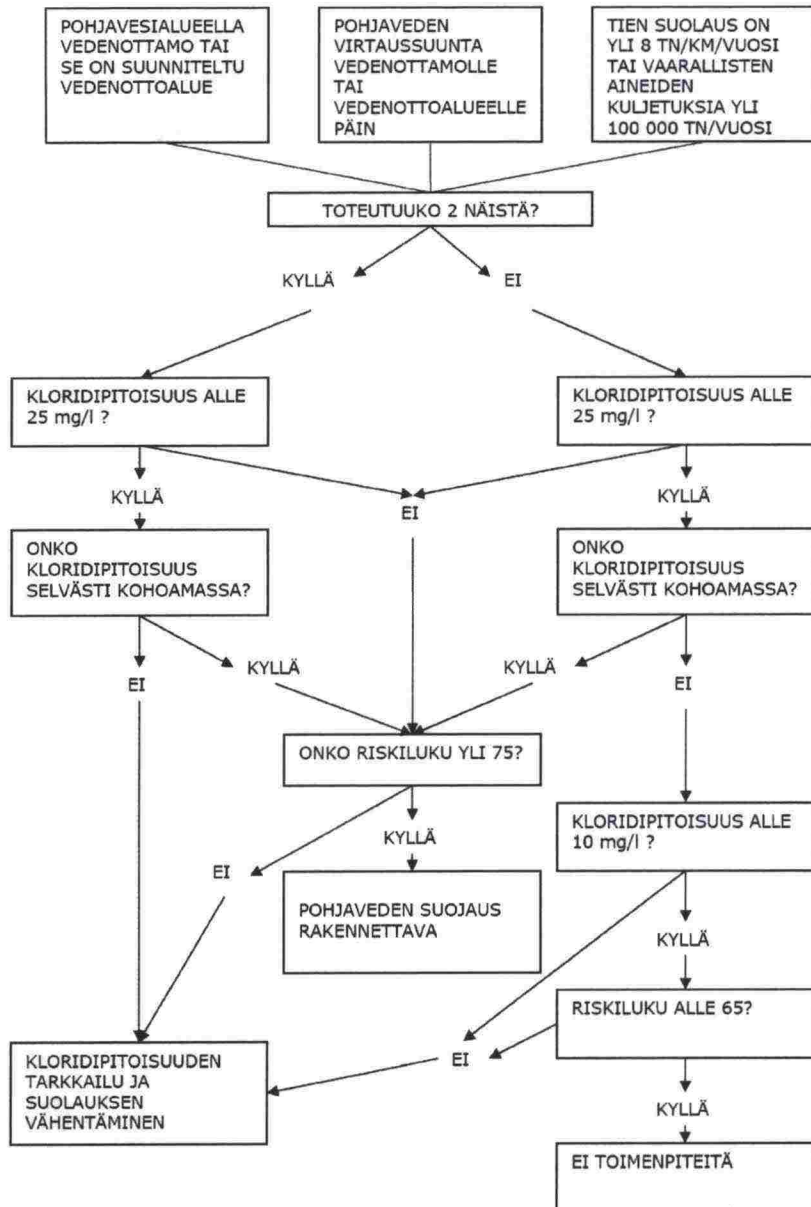 POHJAVESIALUEELLA
VEDENOTTAMO TAI
SE ON SUUNNITELTU
VEDENOTTOALUE
POHJAVEDEN
VIRTAUSSUUNTA
VEDENOTTAMOLLE
TAI
VEDENOTTOALUEELLE
PÄIN
TIEN SUOLAUS ON
YLI 8 TN/KM/VUOSI
TAI VAARALLISTEN
AINEIDEN
KULJETUKSIA YLI
100 000 TN/VUOSI
TOTEUTUUKO 2 NÄISTÄ?
KYLLÄ
EI
KLORIDIPITOISUUS ALLE
25 mg/l ?
KLORIDIPITOISUUS ALLE
25 mg/l ?
KYLLÄ
EI
KYLLÄ
ONKO
KLORIDIPITOISUUS
SELVÄSTI KOHOAMASSA?
ONKO
KLORIDIPITOISUUS
SELVÄSTI KOHOAMASSA?
EI
KYLLÄ
KYLLÄ
EI
ONKO RISKILUKU YLI 75?
KLORIDIPITOISUUS ALLE
10 mg/l ?
EI
KYLLÄ
POHJAVEDEN SUOJAUS
RAKENNETTAVA
KYLLÄ
RISKILUKU ALLE 65?
EI
KLORIDIPITOISUUDEN
TARKKAILU JA
SUOLAUKSEN
VÄHENTÄMINEN
KYLLÄ
EI TOIMENPITEITÄ